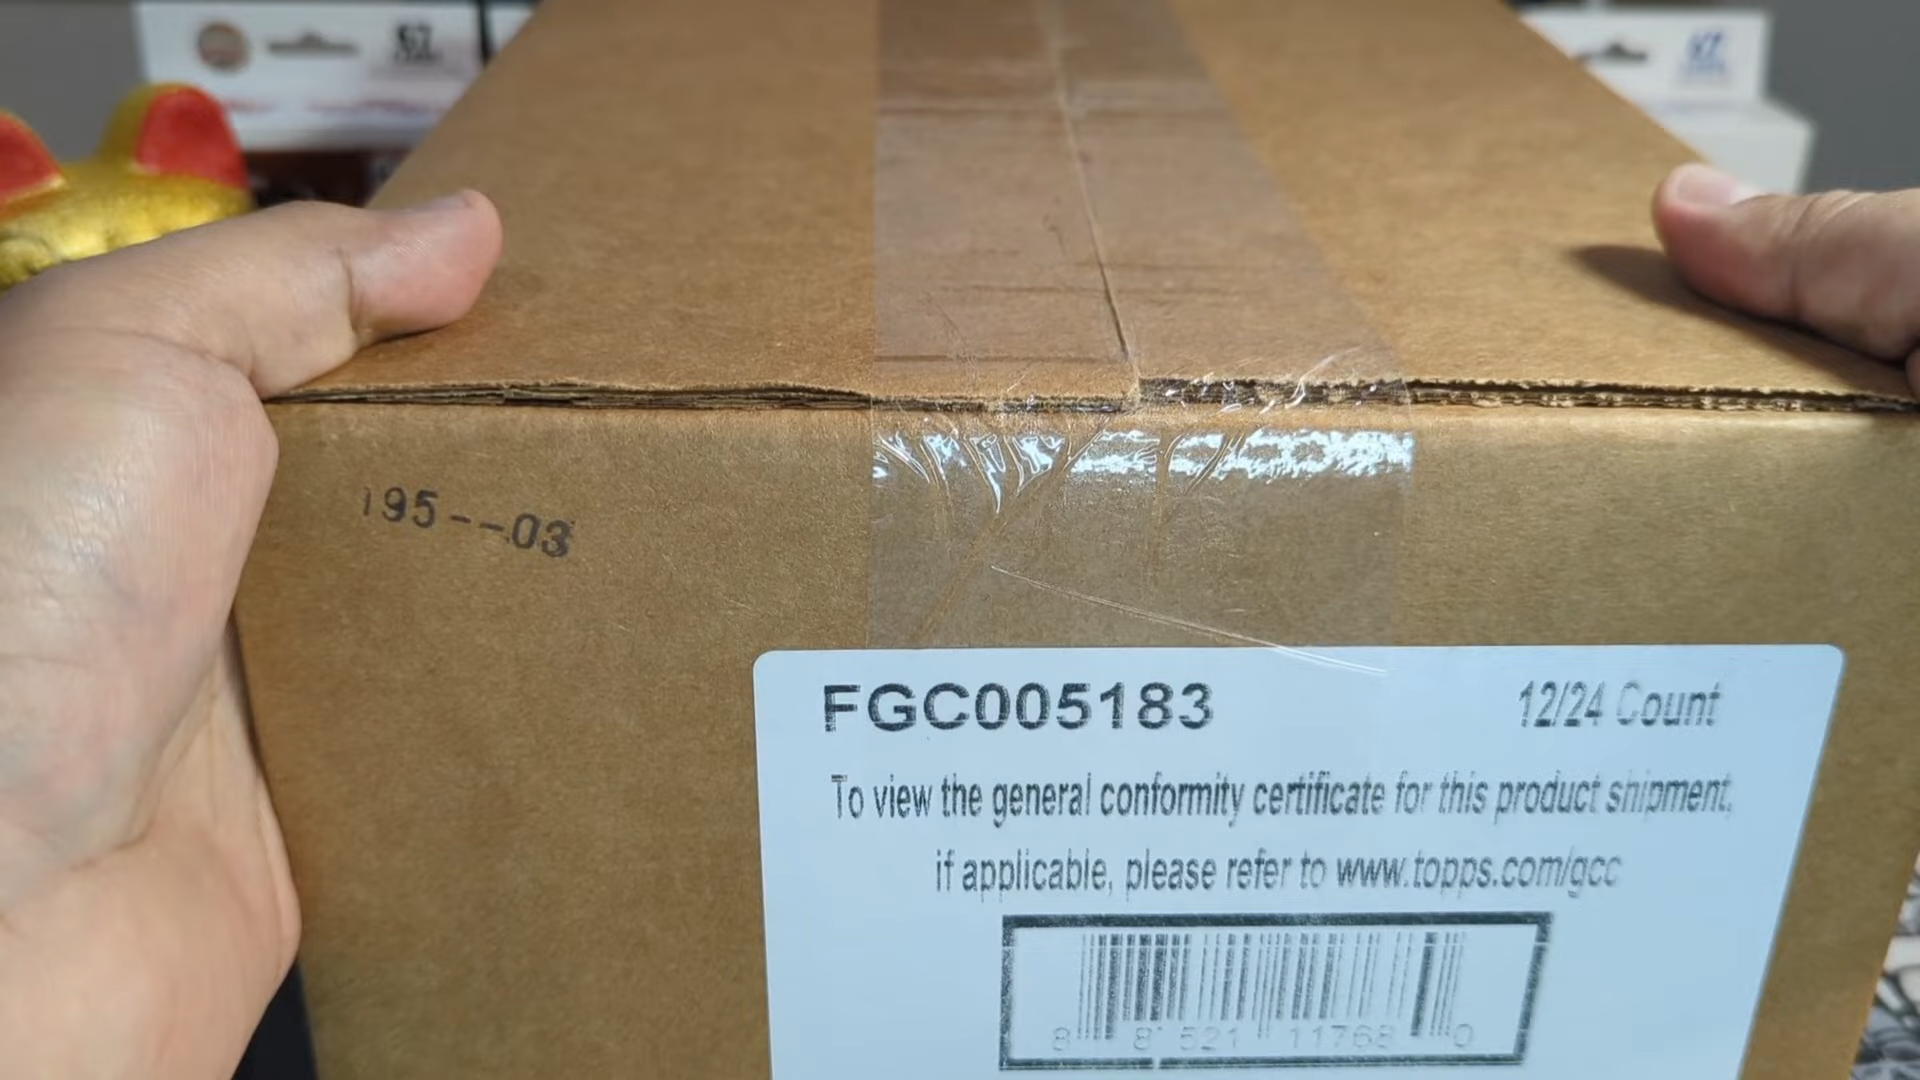 195--03
FGC005183
12/24 Count
To view the general conformity certificate for this product shipment,
if applicable, please refer to www.topps.com/gcc
8 8 521 11768 0